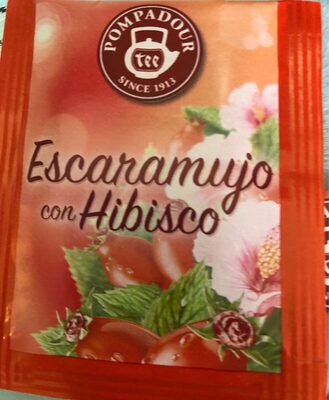 POMPADOUR
tee
SINCE 1913
Escaramujo
con Hibisco